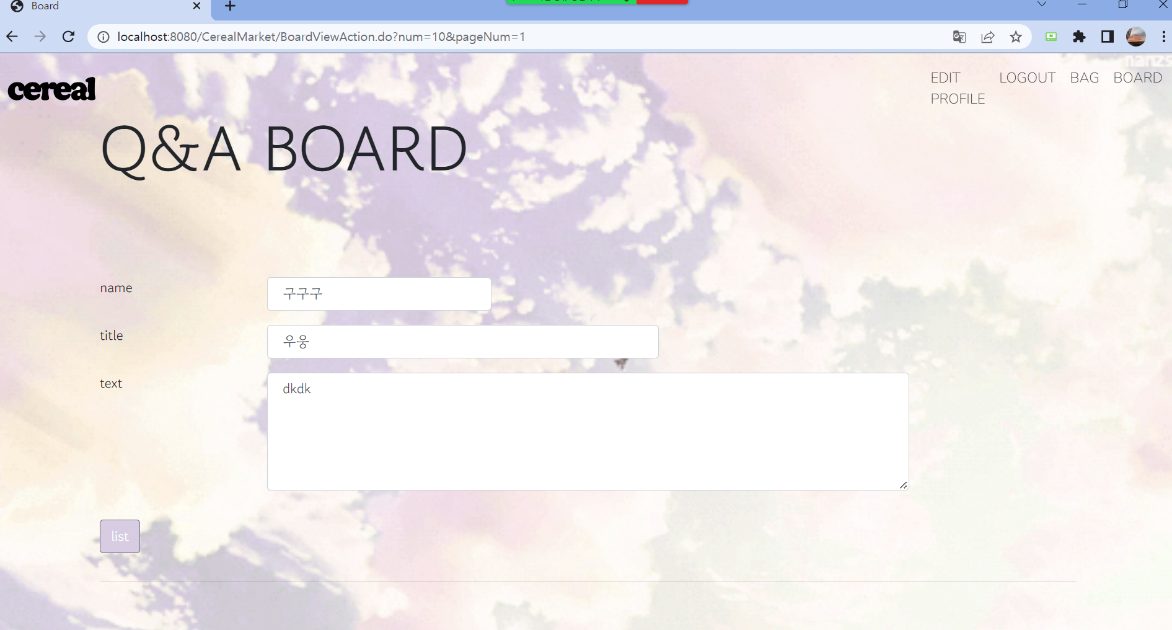 Board
localhost:8080/CerealMarket/BoardViewAction.do?num=10&pageNum=1
cereal
EDIT PROFILE
LOGOUT
BAG
BOARD
Q&A BOARD
name
구구구
title
우웅
text
dkdk
list